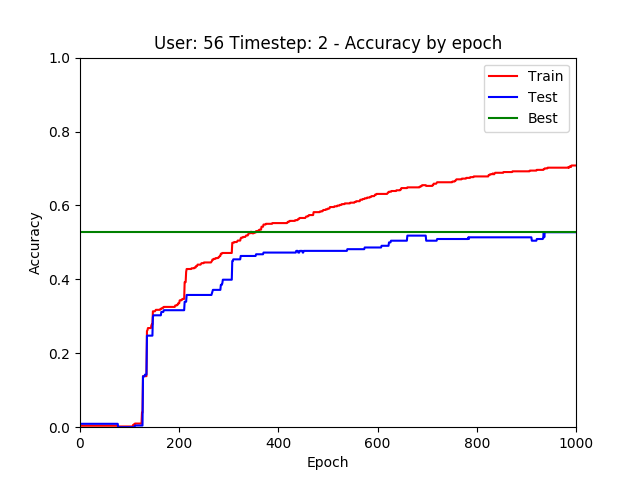 User: 56 Timestep: 2 - Accuracy by epoch
1.0
0.8
0.6
0.4
0.2
0.0
Accuracy
Train
Test
Best
0 200 400 600 800 1000
Epoch